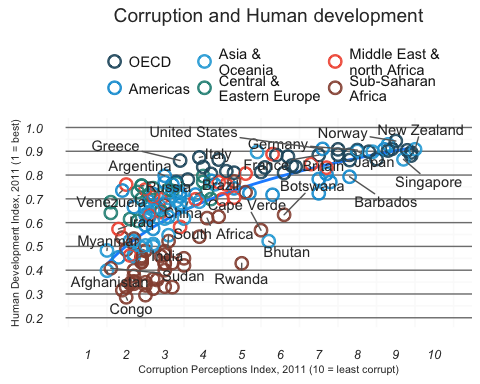 Corruption and Human development
OECD
Asia &
Oceania
Middle East &
north Africa
Americas
Central &
Eastern Europe
Sub-Saharan
Africa
Human Development Index, 2011 (1 = best)
1.0
0.9
0.8
0.7
0.6
0.5
0.4
0.3
0.2
United States
Norway
New Zealand
Greece
Italy
Germany
Argentina
France
Britain
Japan
Singapore
Russia
Brazil
Botswana
Venezuela
China
Cape Verde
Barbados
Iraq
South Africa
Myanmar
India
Bhutan
Afghanistan
Sudan
Rwanda
Congo
1 2 3 4 5 6 7 8 9 10
Corruption Perceptions Index, 2011 (10 = least corrupt)